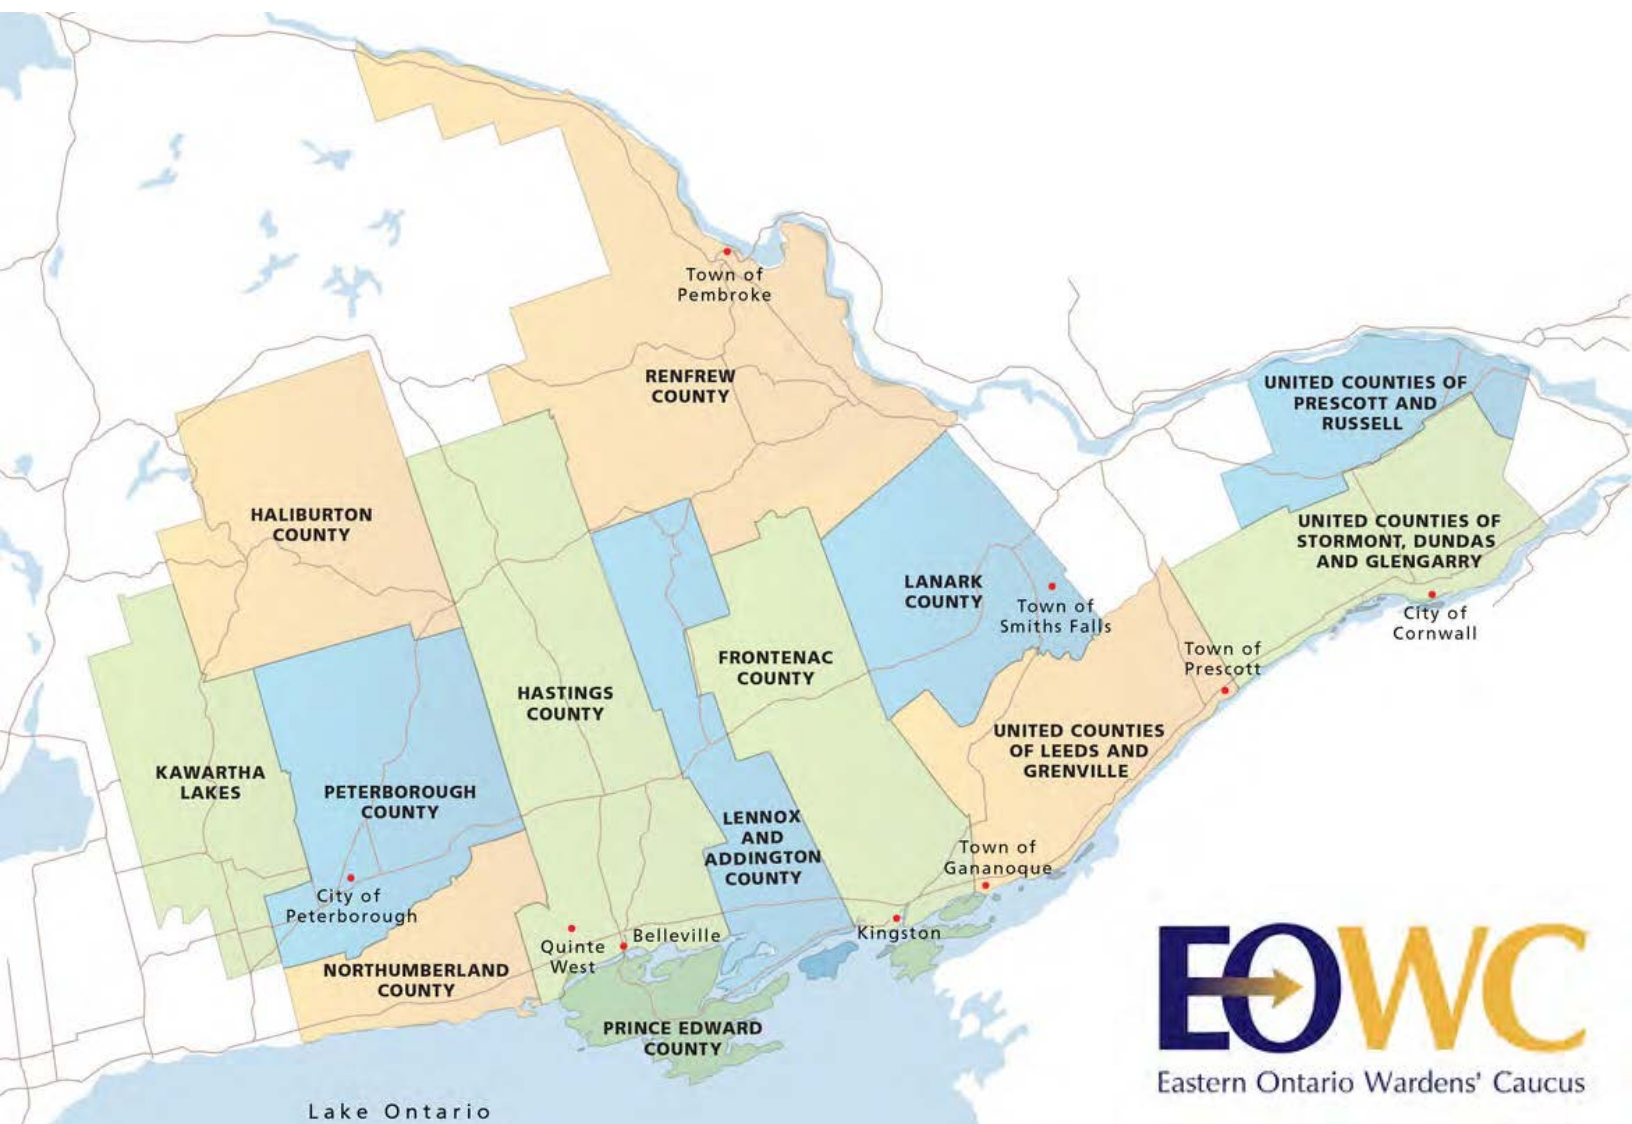 Town of
Pembroke
RENFREW
COUNTY
UNITED COUNTIES OF
PRESCOTT AND
RUSSELL
HALIBURTON
COUNTY
UNITED COUNTIES OF
STORMONT, DUNDAS
AND GLENGARRY
LANARK
COUNTY
Town of
Smiths Falls
City of
Cornwall
Town of
Prescott
FRONTENAC
COUNTY
HASTINGS
COUNTY
UNITED COUNTIES
OF LEEDS AND
GRENVILLE
KAWARTHA
LAKES
PETERBOROUGH
COUNTY
LENNOX
AND
ADDINGTON
COUNTY
Town of
Gananoque
City of
Peterborough
Kingston
Belleville
Quinte
West
NORTHUMBERLAND
COUNTY
PRINCE EDWARD
COUNTY
EOWC
Eastern Ontario Wardens' Caucus
Lake Ontario